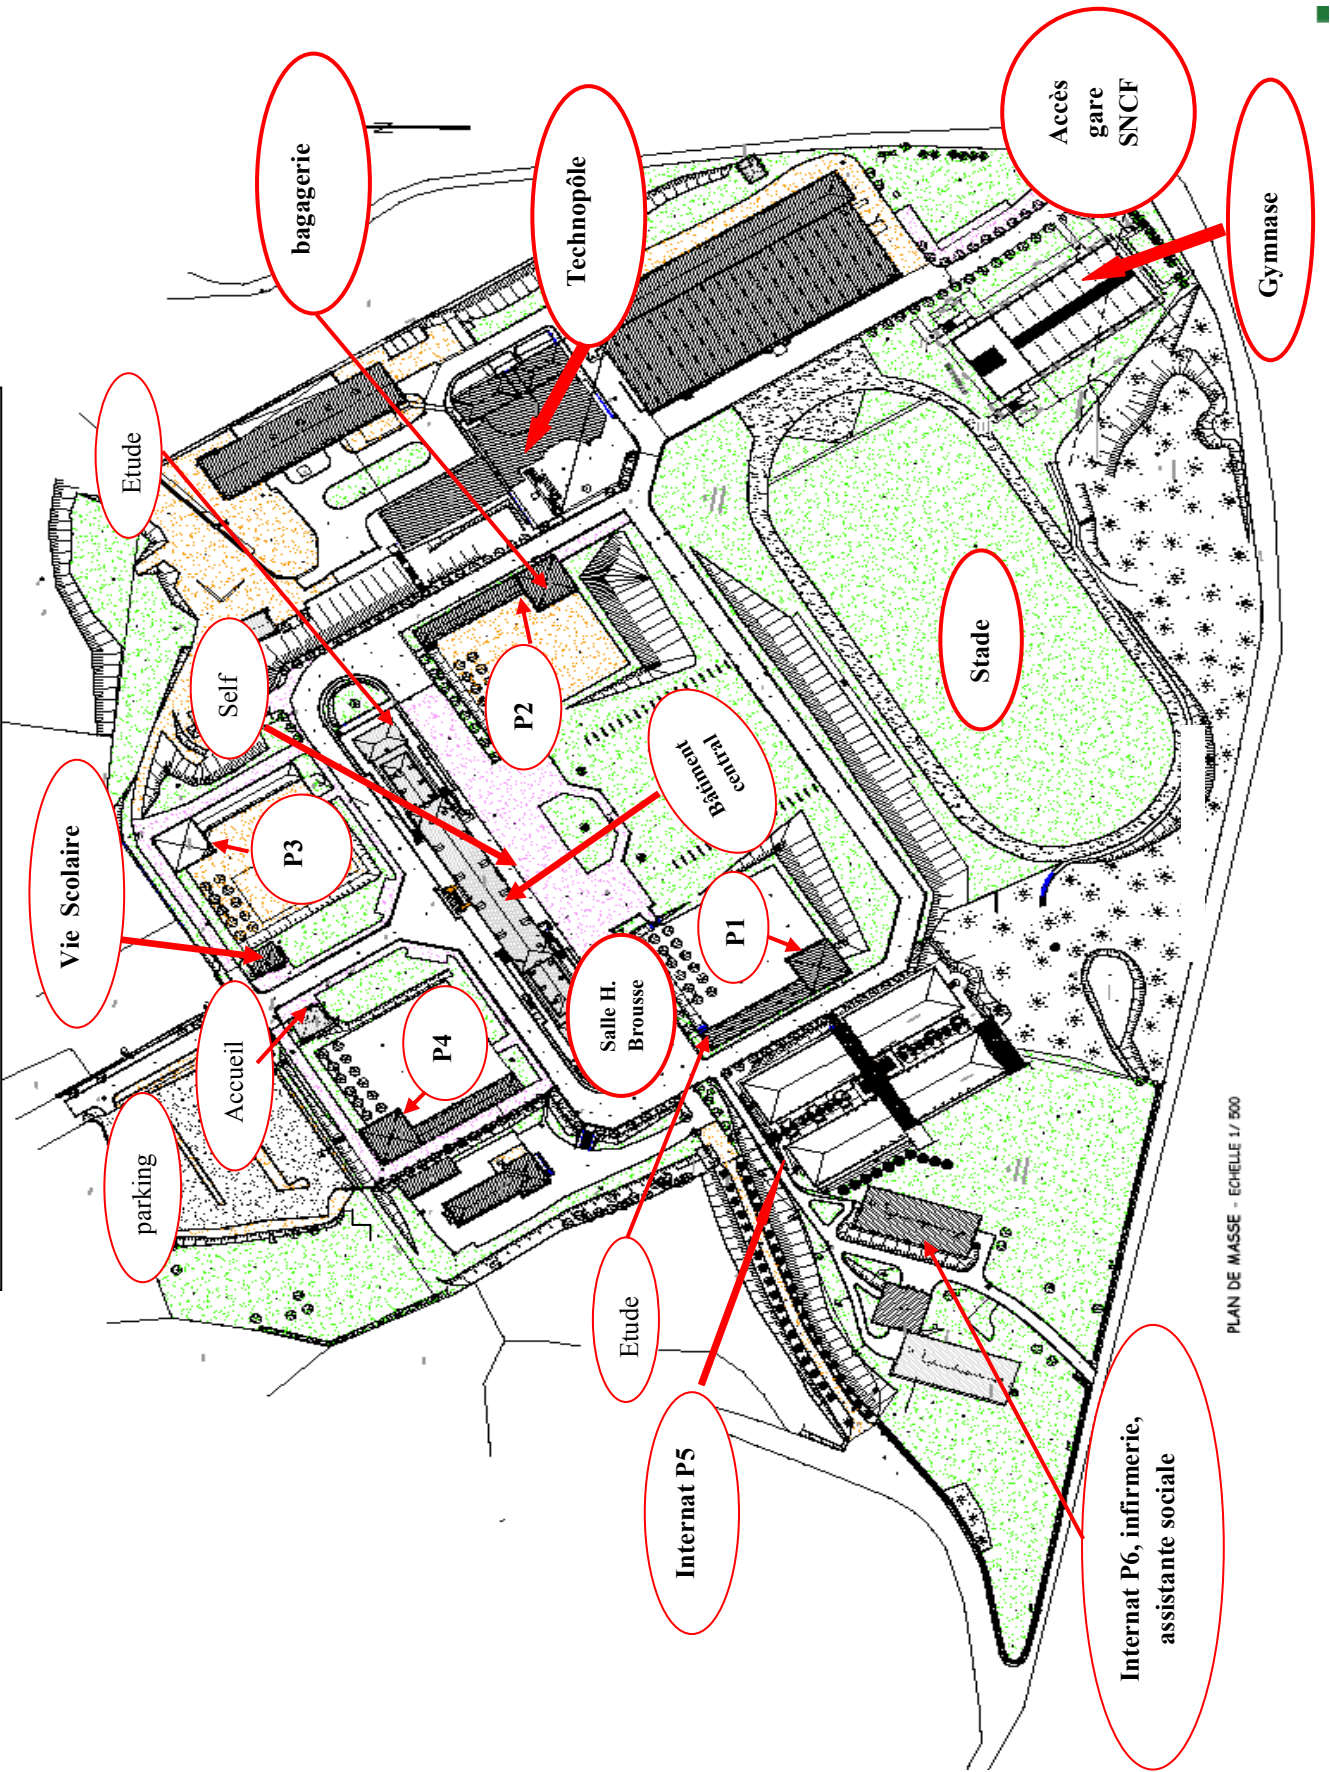 Vie Scolaire
Etude
bagagerie
Self
Technopôle
Accès
gare
SNCF
Gymnase
P3
P2
Bâtiment
central
Stade
parking
Accueil
P4
Salle H.
Brousse
P1
Etude
Internat P5
Internat P6, infirmerie,
assistante sociale
PLAN DE MASSE - ECHELLE 1/ 500
N